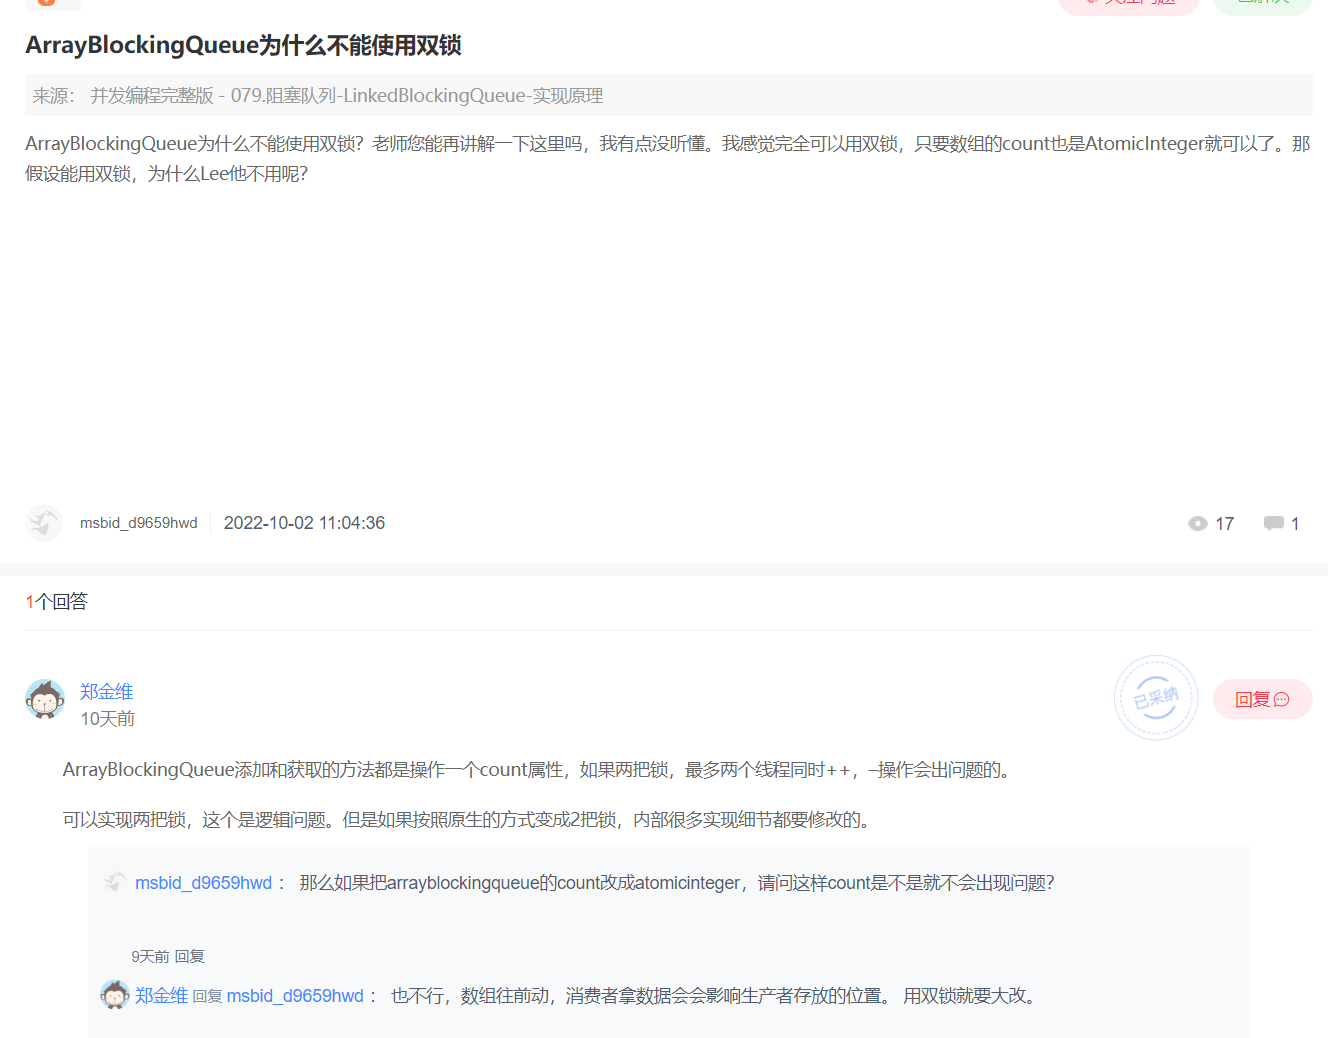 ArrayBlockingQueue为什么不能使用双锁
来源： 并发编程完整版 - 079.阻塞队列-LinkedBlockingQueue-实现原理
ArrayBlockingQueue为什么不能使用双锁？老师您能再讲解一下这里吗，我有点没听懂。我感觉完全可以用双锁，只要数组的count也是AtomicInteger就可以了。那
假设能用双锁，为什么Lee他不用呢？
msbid_d9659hwd 2022-10-02 11:04:36 17 1
1个回答
郑金维
10天前
已采纳
回复
ArrayBlockingQueue添加和获取的方法都是操作一个count属性，如果两把锁，最多两个线程同时++，–操作会出问题的。
可以实现两把锁，这个是逻辑问题。但是如果按照原生的方式变成2把锁，内部很多实现细节都要修改的。
msbid_d9659hwd： 那么如果把arrayblockingqueue的count改成atomicinteger，请问这样count是不是就不会出现问题？
9天前 回复
郑金维 回复 msbid_d9659hwd： 也不行，数组往前动，消费者拿数据会会影响生产者存放的位置。 用双锁就要大改。